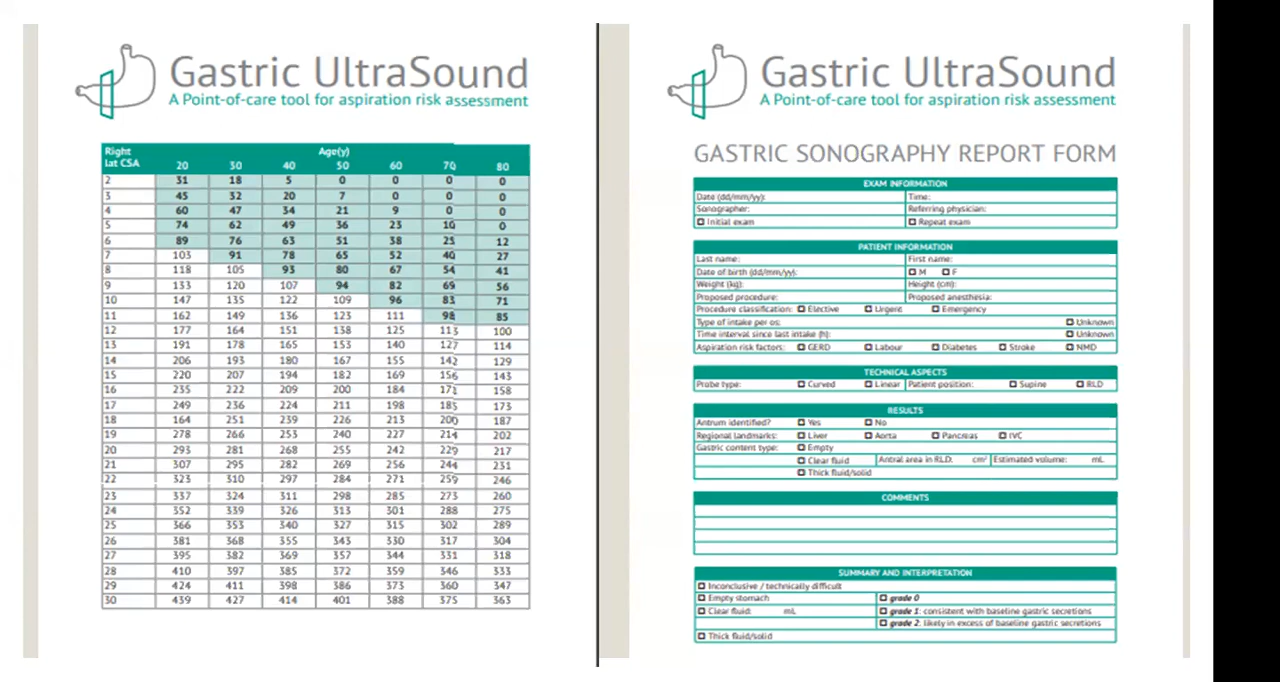 Gastric UltraSound
A Point-of-care tool for aspiration risk assessment
Right lat CSA Age(y)
20 30 40 50 60 70 80
2 31 18 5 0 0 0 0
3 45 32 20 7 0 0 0
4 60 47 34 21 9 0 0
5 74 62 49 36 23 10 0
6 89 76 63 51 38 25 12
7 103 91 78 65 52 40 27
8 118 105 93 80 67 54 41
9 133 120 107 94 82 69 56
10 147 135 122 109 96 83 71
11 162 149 136 123 111 98 85
12 177 164 151 138 125 113 100
13 191 178 165 153 140 127 114
14 206 193 180 167 155 142 129
15 220 207 194 182 169 156 143
16 235 222 209 200 184 171 158
17 249 236 224 211 198 185 173
18 164 251 239 226 213 200 187
19 278 266 253 240 227 214 202
20 293 281 268 255 242 229 217
21 307 295 282 269 256 244 231
22 323 310 297 284 271 259 246
23 337 324 311 298 285 273 260
24 352 339 326 313 301 288 275
25 366 353 340 327 315 302 289
26 381 368 355 343 330 317 304
27 395 382 369 357 344 331 318
28 410 397 385 372 359 346 333
29 424 411 398 386 373 360 347
30 439 427 414 401 388 375 363
Gastric UltraSound
A Point-of-care tool for aspiration risk assessment
GASTRIC SONOGRAPHY REPORT FORM
EXAM INFORMATION
Date (dd/mm/yy): Time:
Sonographer: Referring physician:
Initial exam Repeat exam
PATIENT INFORMATION
Last name: First name:
Date of birth (dd/mm/yy): M F
Weight (kg): Height (cm):
Proposed procedure: Proposed anesthesia:
Procedure classification: Elective Urgent Emergency
Type of intake per os: Unknown
Time interval since last intake (h): Unknown
Aspiration risk factors: GERD Labour Diabetes Stroke NMD
TECHNICAL ASPECTS
Probe type: Curved Linear Patient position: Supine RLD
RESULTS
Antrum identified? Yes No
Regional landmarks: Liver Aorta Pancreas IVC
Gastric content type: Empty
Clear fluid Antral area in RLD: cm² Estimated volume: mL
Thick fluid/solid
COMMENTS
SUMMARY AND INTERPRETATION
Inconclusive / technically difficult
Empty stomach grade 0
Clear fluid: mL grade 1: consistent with baseline gastric secretions
grade 2: likely in excess of baseline gastric secretions
Thick fluid/solid